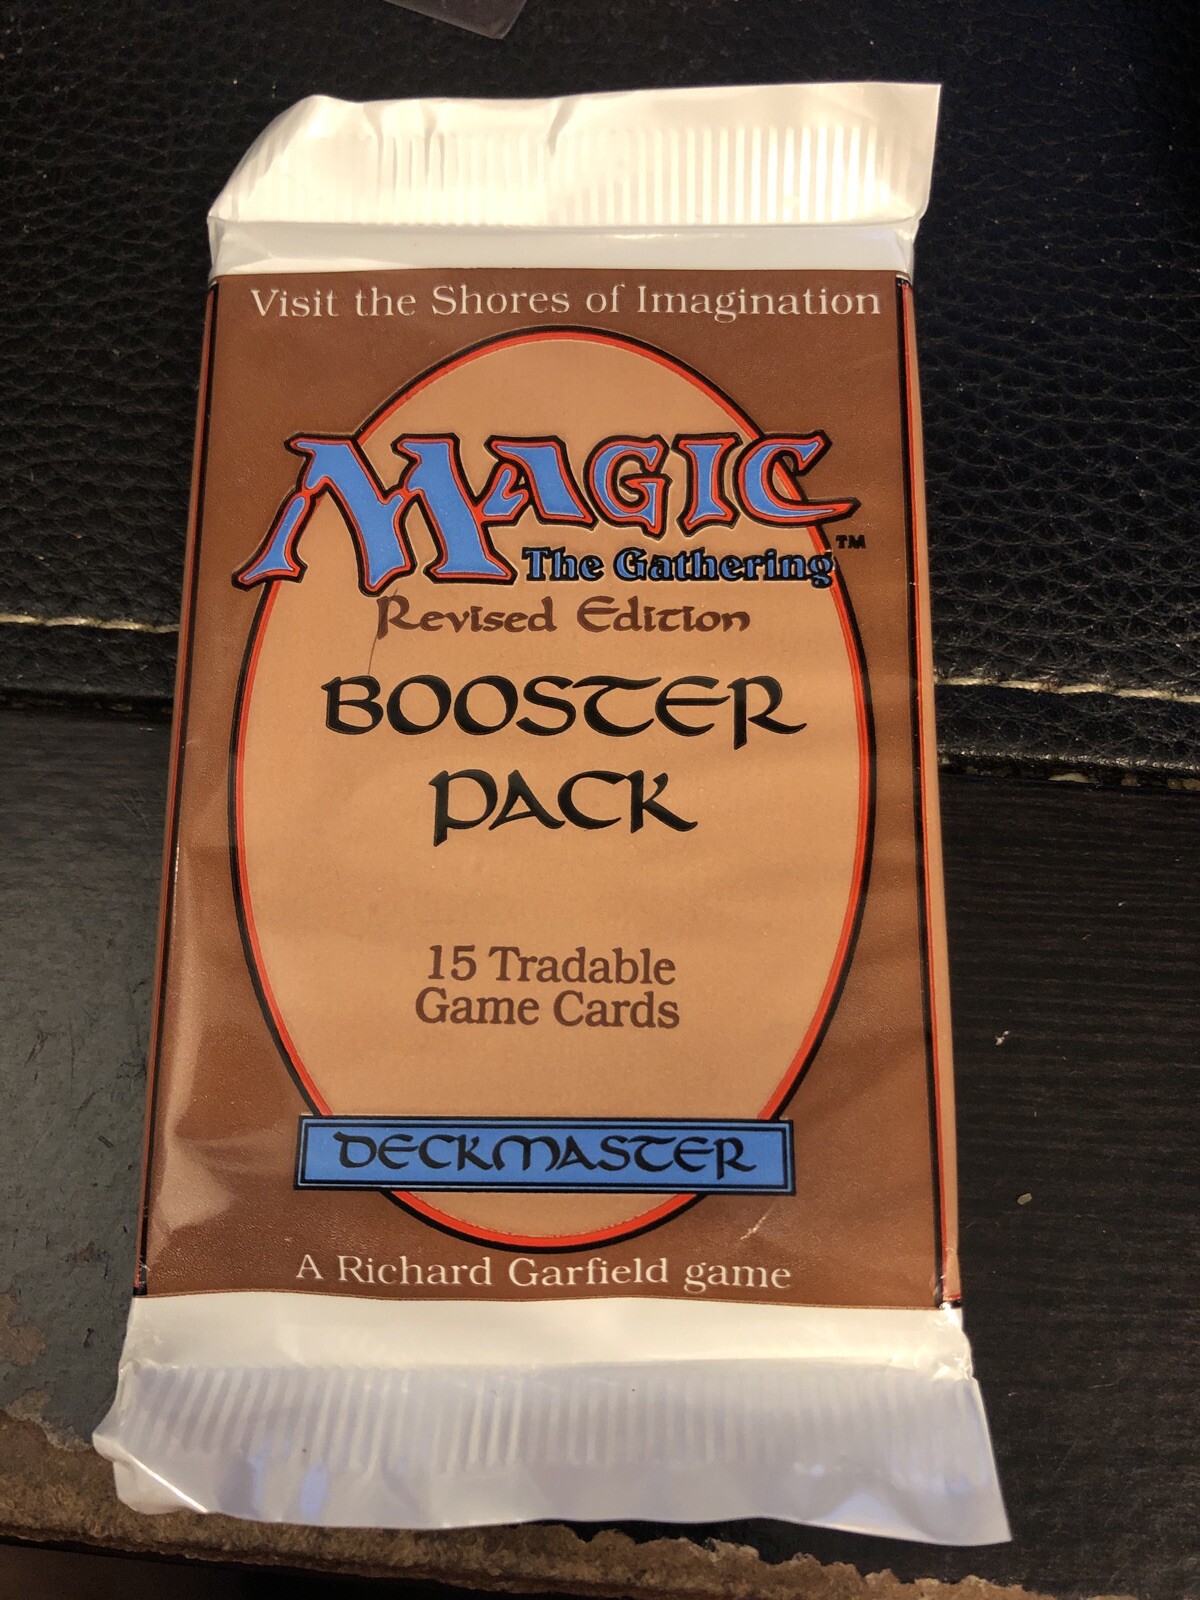 Visit the Shores of Imagination
MAGIC
The Gathering™
Revised Edition
BOOSTER
PACK
15 Tradable
Game Cards
DECKMASTER
A Richard Garfield game